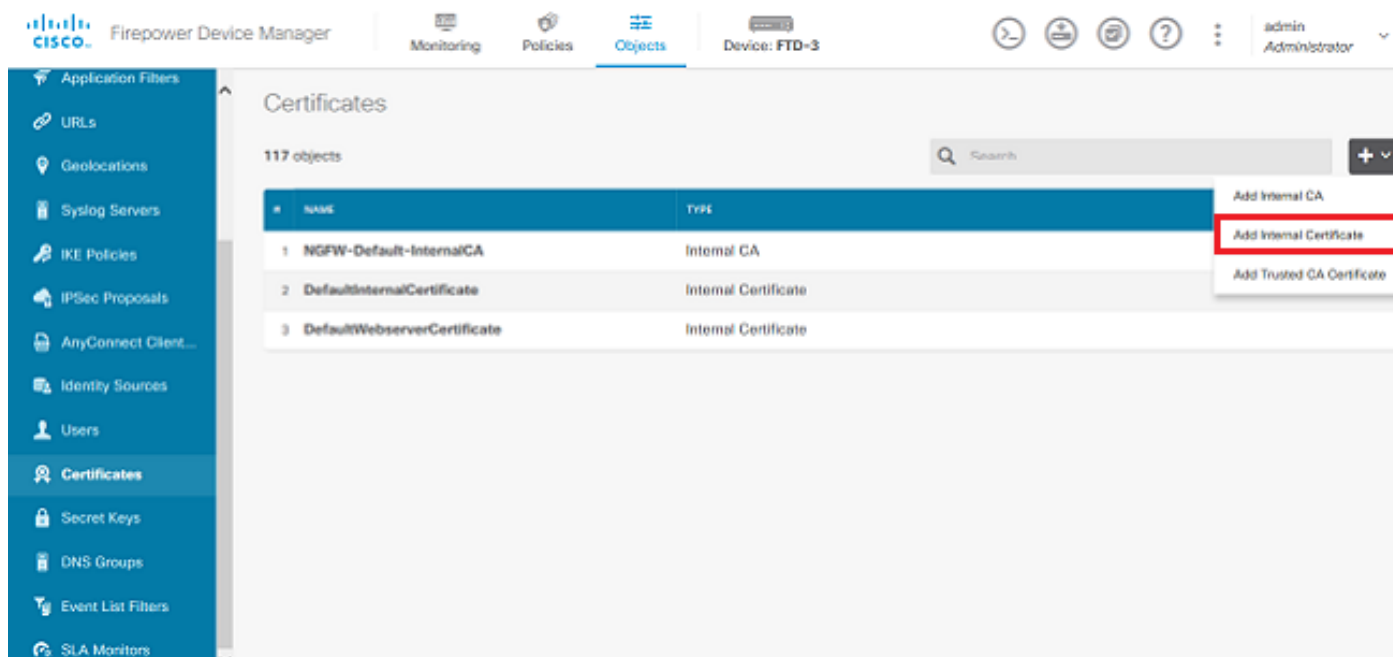 CISCO. Firepower Device Manager Monitoring Policies Objects Device: FTD-3 admin Administrator
Application Filters
URLs
Geolocations
Syslog Servers
IKE Policies
IPSec Proposals
AnyConnect Client...
Identity Sources
Users
Certificates
Secret Keys
DNS Groups
Event List Filters
SLA Monitors
Certificates
117 objects
Search
# NAME TYPE
1 NGFW-Default-InternalCA Internal CA
2 DefaultInternalCertificate Internal Certificate
3 DefaultWebserverCertificate Internal Certificate
Add Internal CA
Add Internal Certificate
Add Trusted CA Certificate